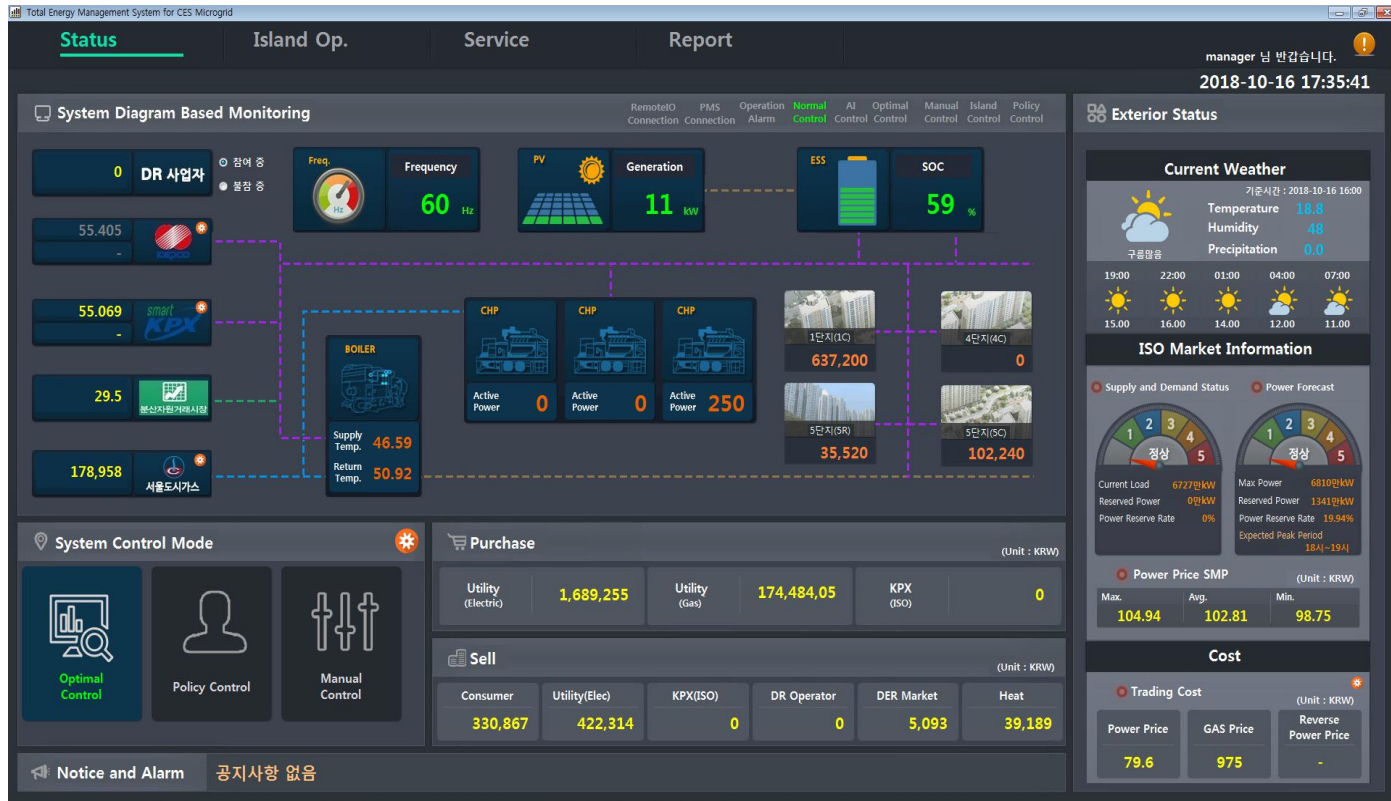 Total Energy Management System for CES Microgrid
Status
Island Op.
Service
Report
manager 님 반갑습니다.
2018-10-16 17:35:41
System Diagram Based Monitoring
RemoteIO Connection
PMS Connection
Operation Alarm
Normal Control
AI Control
Optimal Control
Manual Control
Island Control
Policy Control
0
DR 사업자
참여 중
불참 중
Freq.
Hz
Frequency
60 Hz
PV
Generation
11 kW
ESS
SOC
59 %
55.405
-
KEPCO
55.069
-
smart
KPX
29.5
분산자원거래시장
178,958
서울도시가스
BOILER
Supply Temp. 46.59
Return Temp. 50.92
CHP
CHP
CHP
Active Power 0
Active Power 0
Active Power 250
1단지(1C)
637,200
4단지(4C)
0
5단지(5R)
35,520
5단지(5C)
102,240
System Control Mode
Optimal Control
Policy Control
Manual Control
Purchase
(Unit : KRW)
Utility (Electric)
1,689,255
Utility (Gas)
174,484,05
KPX (ISO)
0
Sell
(Unit : KRW)
Consumer
Utility(Elec)
KPX(ISO)
DR Operator
DER Market
Heat
330,867
422,314
0
0
5,093
39,189
Notice and Alarm
공지사항 없음
Exterior Status
Current Weather
기준시간 : 2018-10-16 16:00
구름많음
Temperature 18.8
Humidity 48
Precipitation 0.0
19:00 22:00 01:00 04:00 07:00
15.00 16.00 14.00 12.00 11.00
ISO Market Information
Supply and Demand Status
1 2 3 4 5
정상
Current Load 6727만kW
Reserved Power 0만kW
Power Reserve Rate 0%
Power Forecast
1 2 3 4 5
정상
Max Power 6810만kW
Reserved Power 1341만kW
Power Reserve Rate 19.94%
Expected Peak Period
18시~19시
Power Price SMP
(Unit : KRW)
Max. Avg. Min.
104.94 102.81 98.75
Cost
Trading Cost
(Unit : KRW)
Power Price
GAS Price
Reverse Power Price
79.6
975
-